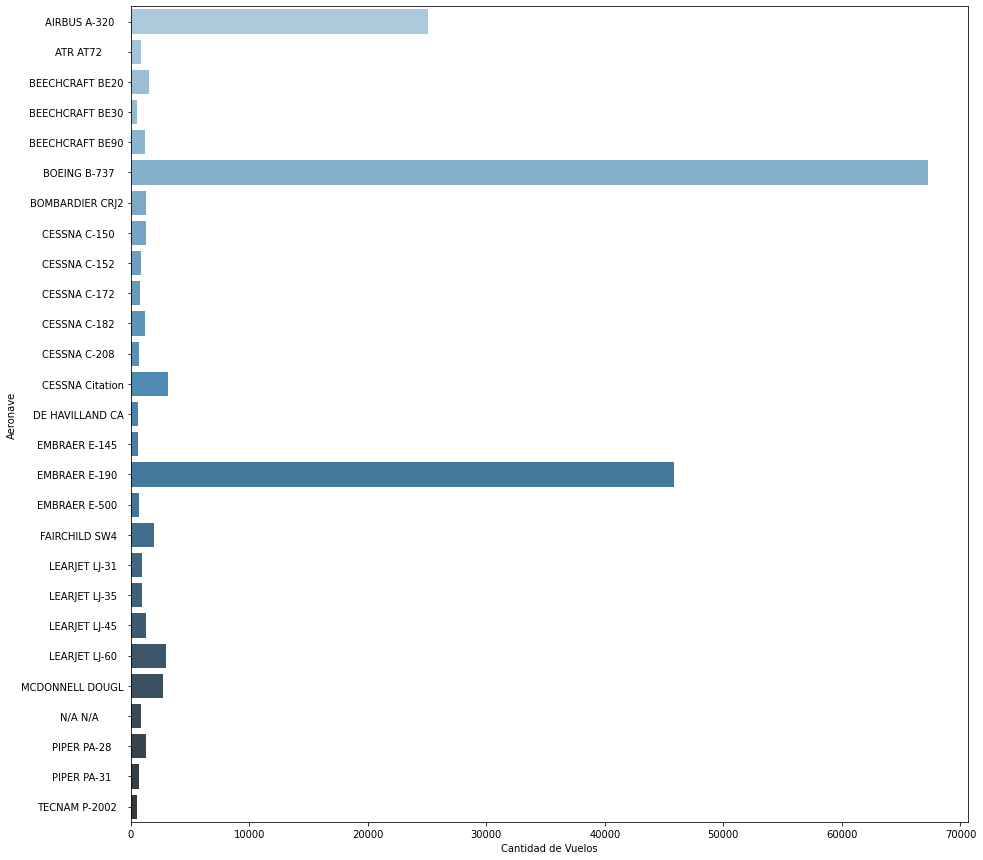 AIRBUS A-320
ATR AT72
BEECHCRAFT BE20
BEECHCRAFT BE30
BEECHCRAFT BE90
BOEING B-737
BOMBARDIER CRJ2
CESSNA C-150
CESSNA C-152
CESSNA C-172
CESSNA C-182
CESSNA C-208
CESSNA Citation
DE HAVILLAND CA
EMBRAER E-145
EMBRAER E-190
EMBRAER E-500
FAIRCHILD SW4
LEARJET LJ-31
LEARJET LJ-35
LEARJET LJ-45
LEARJET LJ-60
MCDONNELL DOUGL
N/A N/A
PIPER PA-28
PIPER PA-31
TECNAM P-2002
Aeronave
0 10000 20000 30000 40000 50000 60000 70000
Cantidad de Vuelos